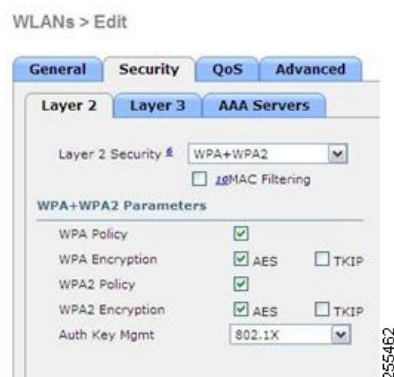 WLANs > Edit
General Security QoS Advanced
Layer 2 Layer 3 AAA Servers
Layer 2 Security 6 WPA+WPA2
10MAC Filtering
WPA+WPA2 Parameters
WPA Policy
WPA Encryption AES TKIP
WPA2 Policy
WPA2 Encryption AES TKIP
Auth Key Mgmt 802.1X
255462